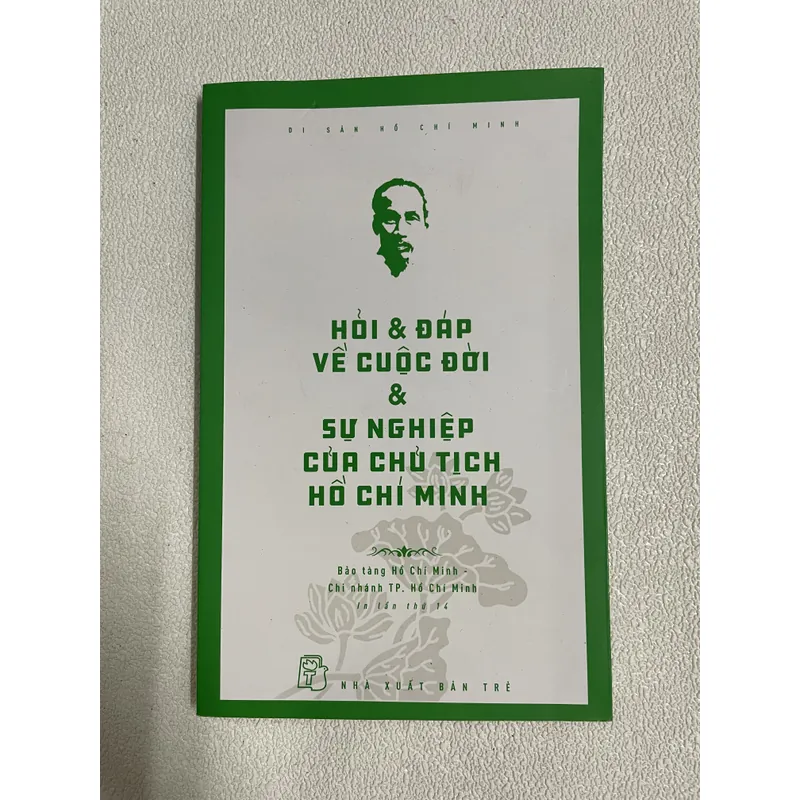 DI SẢN HỒ CHÍ MINH
HỎI & ĐÁP
VỀ CUỘC ĐỜI
&
SỰ NGHIỆP
CỦA CHỦ TỊCH
HỒ CHÍ MINH
Bảo tàng Hồ Chí Minh -
Chi nhánh TP. Hồ Chí Minh
In lần thứ 14
NHÀ XUẤT BẢN TRẺ